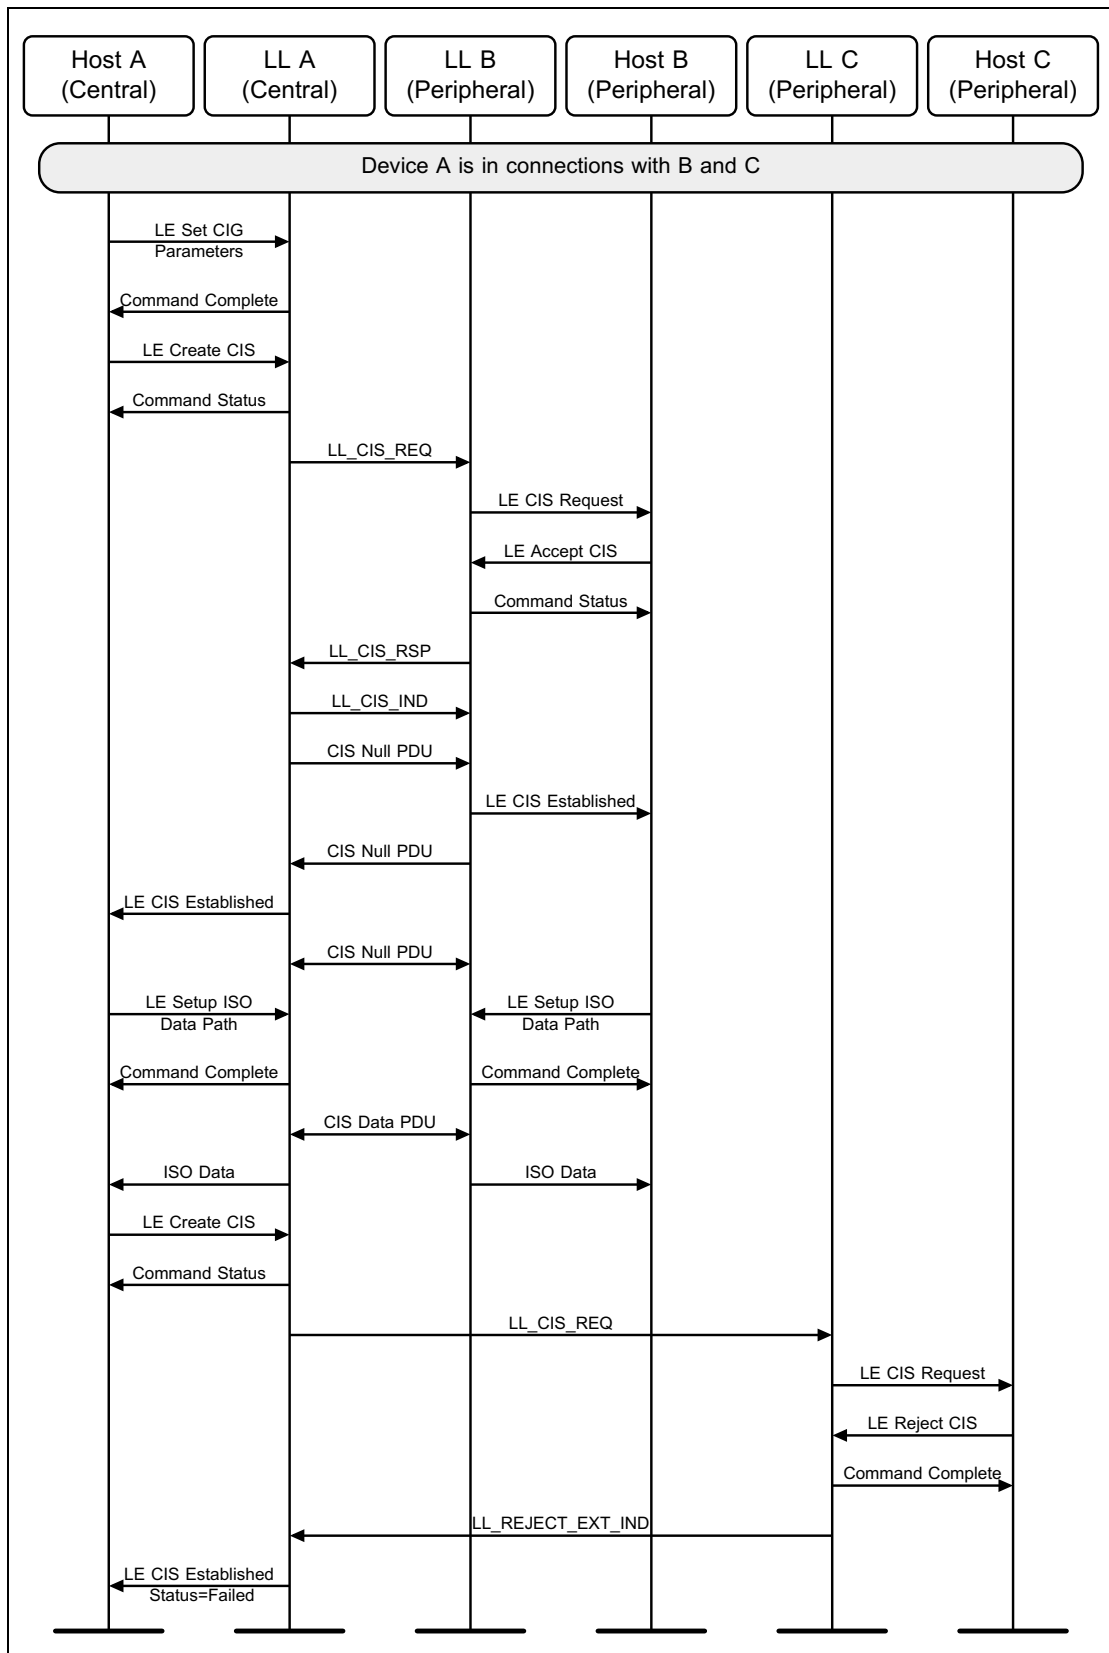 Host A
(Central)
LL A
(Central)
LL B
(Peripheral)
Host B
(Peripheral)
LL C
(Peripheral)
Host C
(Peripheral)
Device A is in connections with B and C
LE Set CIG
Parameters
Command Complete
LE Create CIS
Command Status
LL_CIS_REQ
LE CIS Request
LE Accept CIS
Command Status
LL_CIS_RSP
LL_CIS_IND
CIS Null PDU
LE CIS Established
CIS Null PDU
LE CIS Established
CIS Null PDU
LE Setup ISO
Data Path
LE Setup ISO
Data Path
Command Complete
Command Complete
CIS Data PDU
ISO Data
ISO Data
LE Create CIS
Command Status
LL_CIS_REQ
LE CIS Request
LE Reject CIS
Command Complete
LL_REJECT_EXT_IND
LE CIS Established
Status=Failed